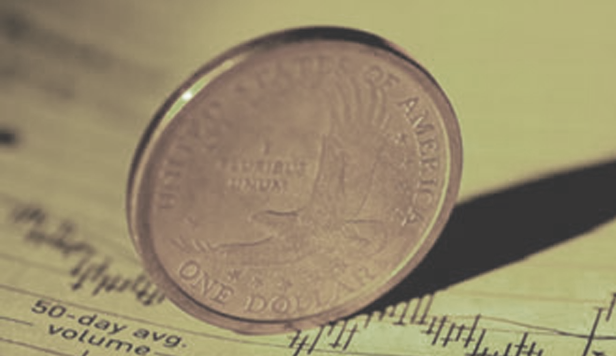 UNITED STATES OF AMERICA
E
PLURIBUS
UNUM
ONE DOLLAR
50-day avg.
volume